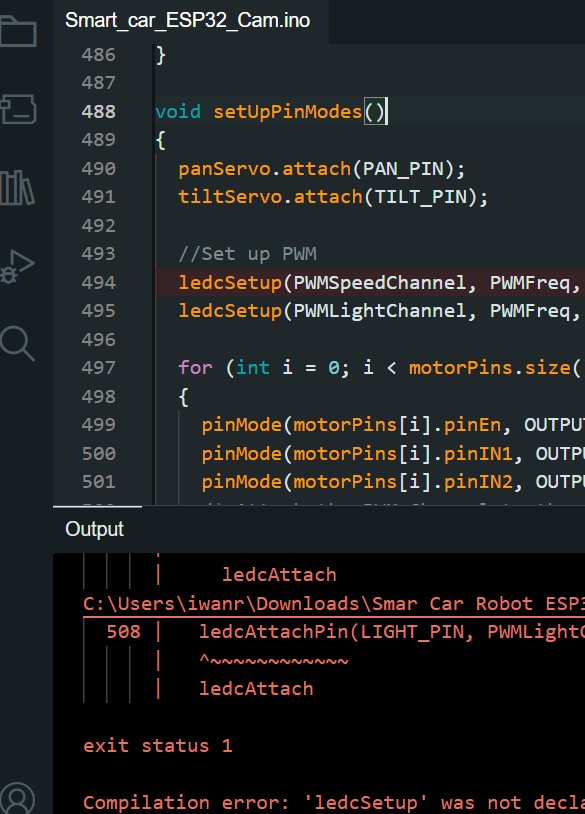 Smart_car_ESP32_Cam.ino
486 }
487
488 void setUpPinModes()
489 {
490 panServo.attach(PAN_PIN);
491 tiltServo.attach(TILT_PIN);
492
493 //Set up PWM
494 ledcSetup(PWMSpeedChannel, PWMFreq,
495 ledcSetup(PWMLightChannel, PWMFreq,
496
497 for (int i = 0; i < motorPins.size(
498 {
499 pinMode(motorPins[i].pinEn, OUTPUT
500 pinMode(motorPins[i].pinIN1, OUTPU
501 pinMode(motorPins[i].pinIN2, OUTPU
Output
| ledcAttach
C:\Users\iwanr\Downloads\Smar Car Robot ESP3
508 | ledcAttachPin(LIGHT_PIN, PWMLightC
| ^~~~~~~~~~~~~
| ledcAttach
exit status 1
Compilation error: 'ledcSetup' was not decla